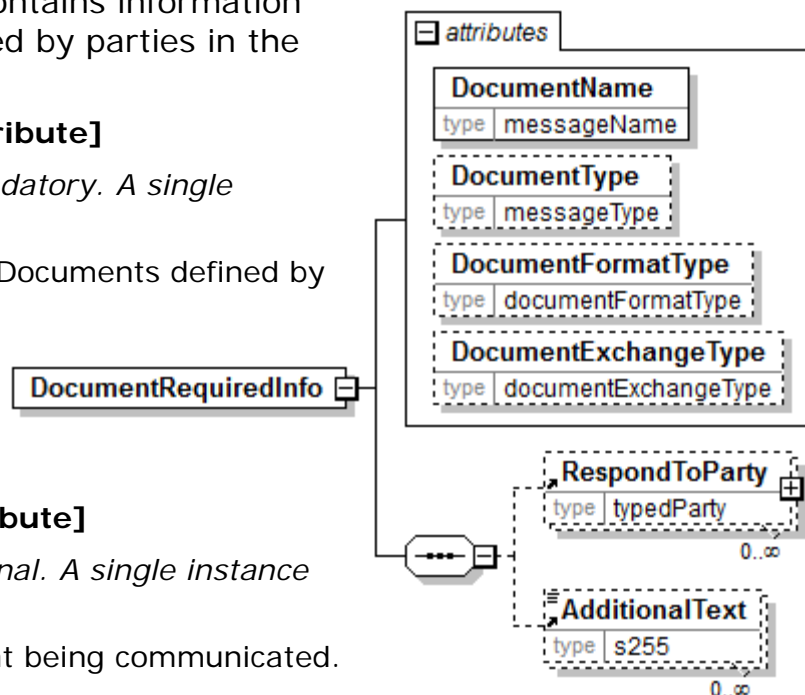 ontains information
ed by parties in the
ribute]
datory. A single
Documents defined by
ibute]
nal. A single instance
t being communicated.
DocumentRequiredInfo
attributes
DocumentName
type messageName
DocumentType
type messageType
DocumentFormatType
type documentFormatType
DocumentExchangeType
type documentExchangeType
RespondToParty
type typedParty
0..∞
AdditionalText
type s255
0..∞